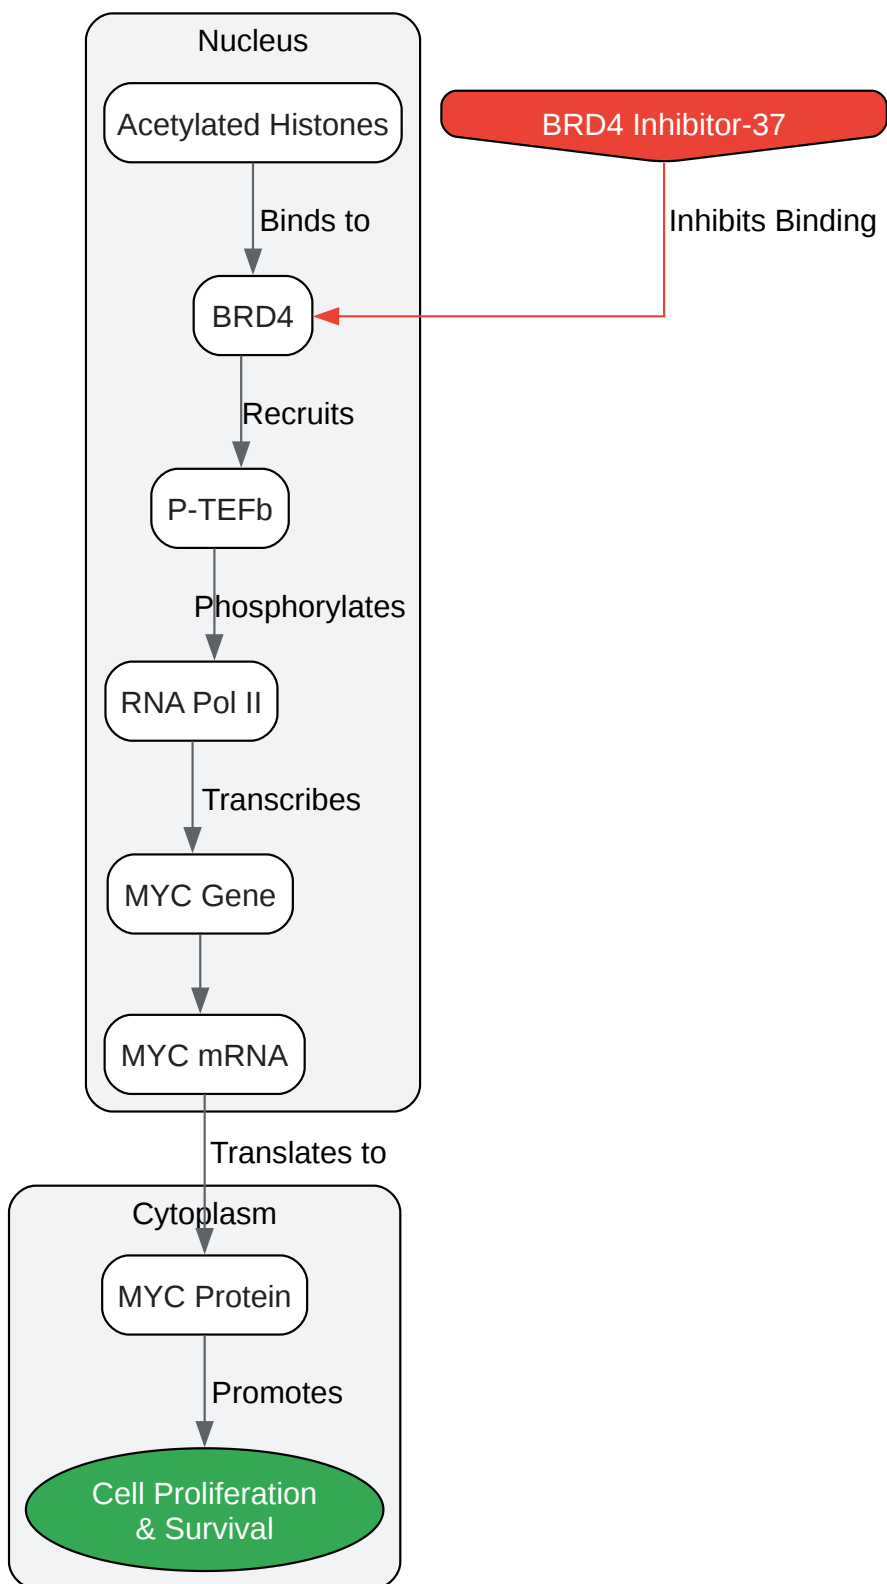 Nucleus
Acetylated Histones
BRD4 Inhibitor-37
Binds to
Inhibits Binding
BRD4
Recruits
P-TEFb
Phosphorylates
RNA Pol II
Transcribes
MYC Gene
MYC mRNA
Translates to
Cytoplasm
MYC Protein
Promotes
Cell Proliferation
& Survival